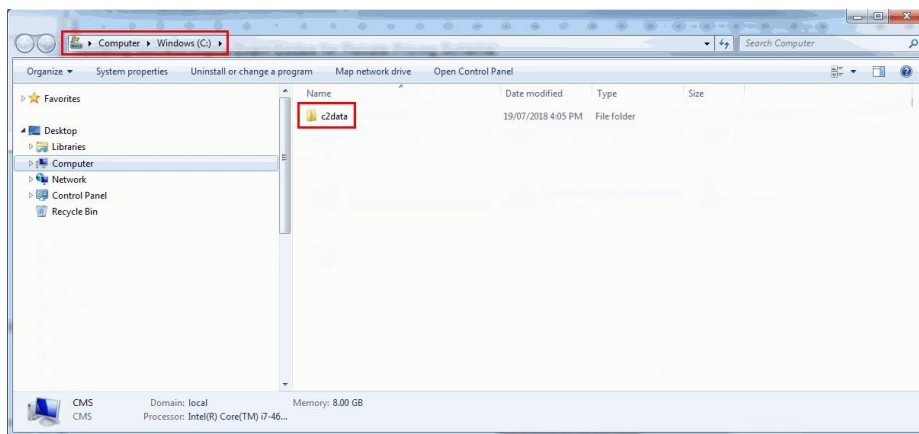 Computer Windows (C:) Search Computer
Organize System properties Uninstall or change a program Map network drive Open Control Panel
Name Date modified Type Size
Favorites
c2data 19/07/2018 4:05 PM File folder
Desktop
Libraries
Computer
Network
Control Panel
Recycle Bin
CMS Domain: local Memory: 8.00 GB
CMS Processor: Intel(R) Core(TM) i7-46...